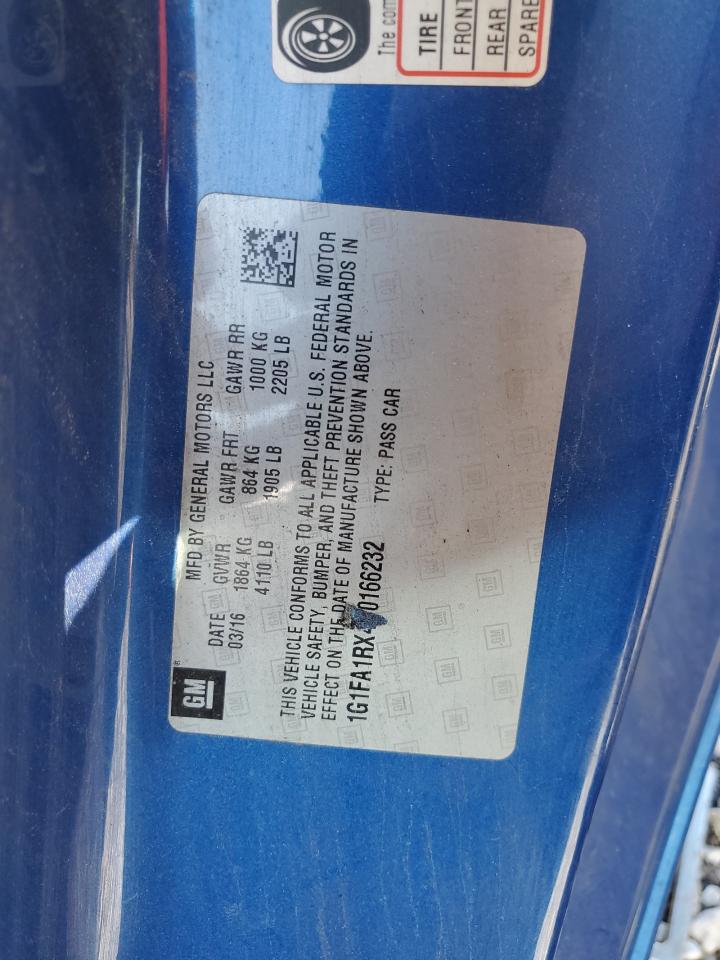 The com
TIRE
FRONT
REAR
SPARE
GM
MFD BY GENERAL MOTORS LLC
DATE GVWR GAWR FRT GAWR RR
03/16 1864 KG 864 KG 1000 KG
4110 LB 1905 LB 2205 LB
THIS VEHICLE CONFORMS TO ALL APPLICABLE U.S. FEDERAL MOTOR
VEHICLE SAFETY, BUMPER, AND THEFT PREVENTION STANDARDS IN
EFFECT ON THE DATE OF MANUFACTURE SHOWN ABOVE.
TYPE: PASS CAR